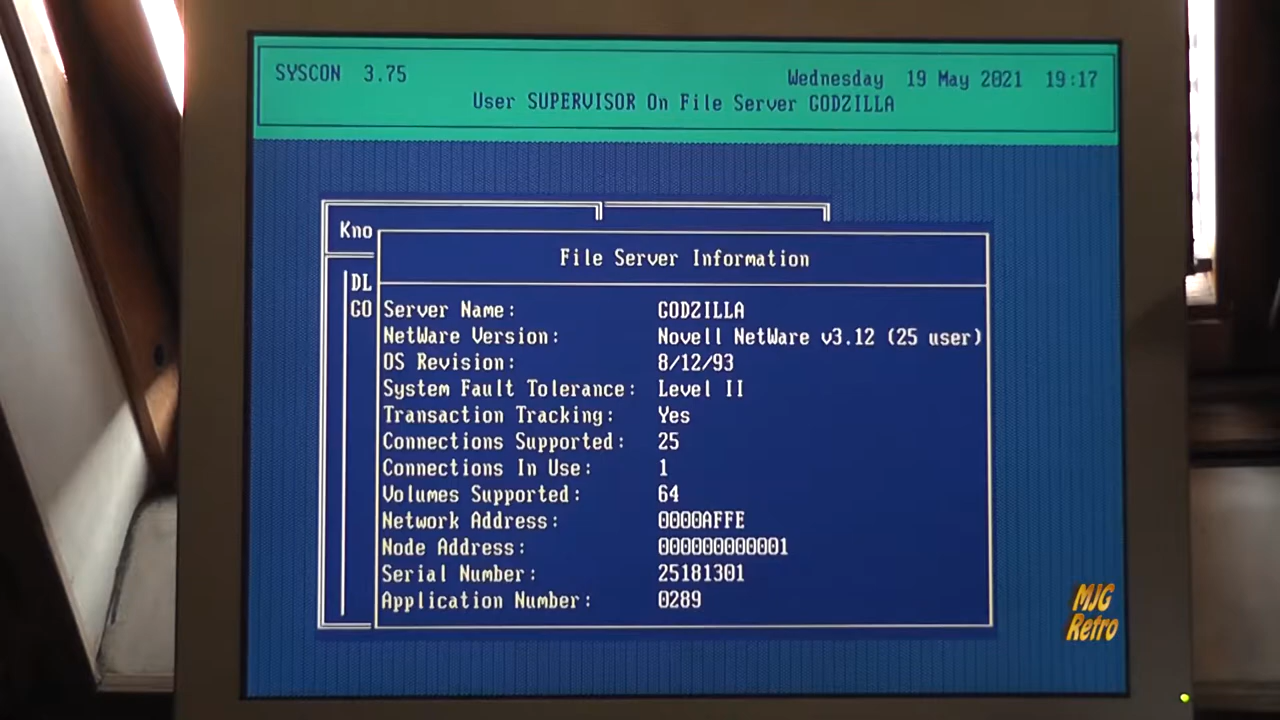 SYSCON 3.75
Wednesday 19 May 2021 19:17
User SUPERVISOR On File Server GODZILLA
Kno
File Server Information
DL
GO
Server Name: GODZILLA
NetWare Version: Novell NetWare v3.12 (25 user)
OS Revision: 8/12/93
System Fault Tolerance: Level II
Transaction Tracking: Yes
Connections Supported: 25
Connections In Use: 1
Volumes Supported: 64
Network Address: 0000AFFE
Node Address: 000000000001
Serial Number: 25181301
Application Number: 0289
MJG
Retro